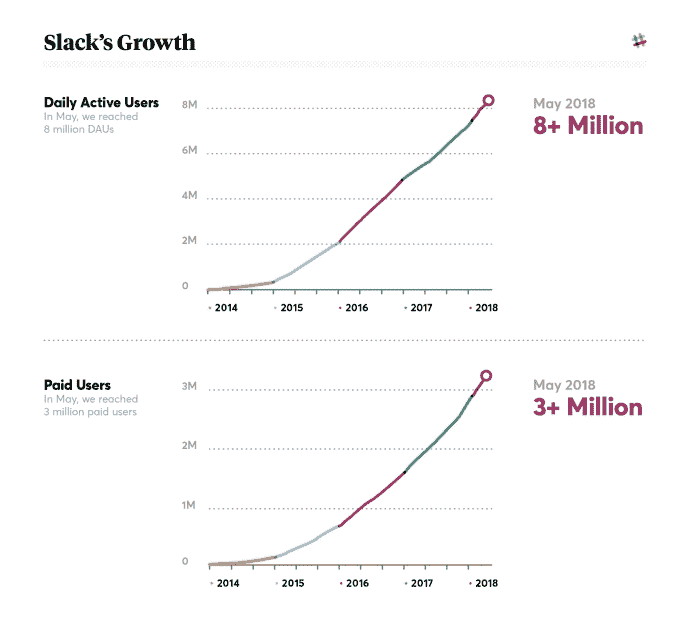 Slack's Growth
Daily Active Users
In May, we reached
8 million DAUs
8M
6M
4M
2M
0
• 2014
• 2015
• 2016
• 2017
• 2018
May 2018
8+ Million
Paid Users
In May, we reached
3 million paid users
3M
2M
1M
0
• 2014
• 2015
• 2016
• 2017
• 2018
May 2018
3+ Million